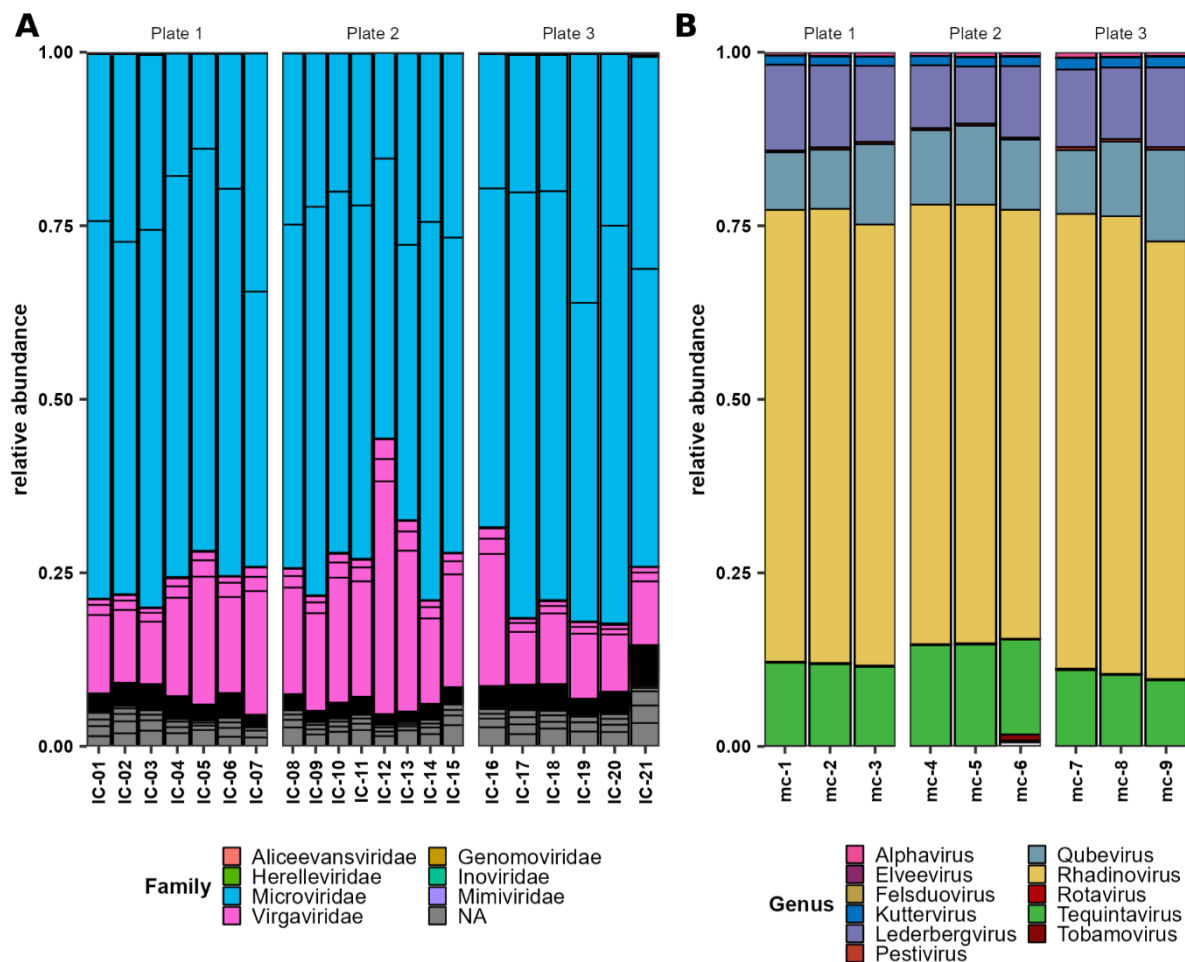 A
B
Plate 1
Plate 2
Plate 3
Plate 1
Plate 2
Plate 3
relative abundance
1.00
0.75
0.50
0.25
0.00
relative abundance
1.00
0.75
0.50
0.25
0.00
IC-01
IC-02
IC-03
IC-04
IC-05
IC-06
IC-07
IC-08
IC-09
IC-10
IC-11
IC-12
IC-13
IC-14
IC-15
IC-16
IC-17
IC-18
IC-19
IC-20
IC-21
mc-1
mc-2
mc-3
mc-4
mc-5
mc-6
mc-7
mc-8
mc-9
Family
Aliceevansviridae
Herelleviridae
Microviridae
Virgaviridae
Genomoviridae
Inoviridae
Mimiviridae
NA
Genus
Alphavirus
Elveevirus
Felsduovirus
Kuttervirus
Lederbergvirus
Pestivirus
Qubevirus
Rhadinovirus
Rotavirus
Tequintavirus
Tobamovirus